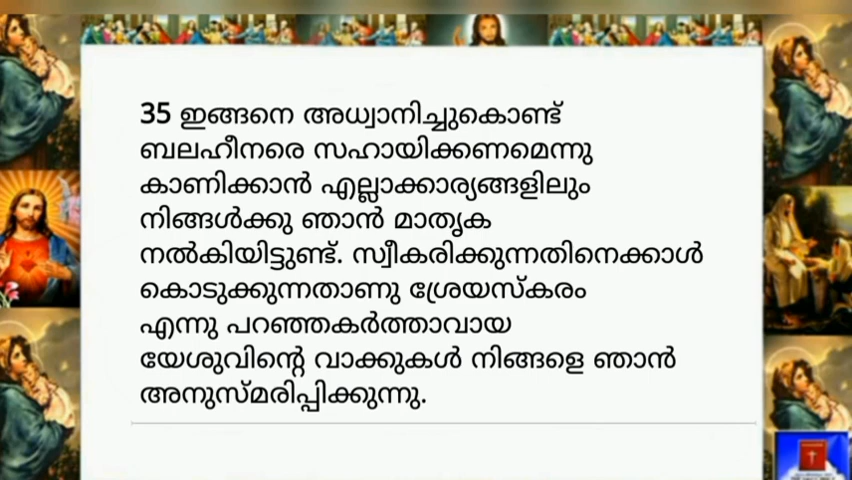 35 ഇങ്ങനെ അധ്വാനിച്ചുകൊണ്ട്
ബലഹീനരെ സഹായിക്കണമെന്നു
കാണിക്കാൻ എല്ലാക്കാര്യങ്ങളിലും
നിങ്ങൾക്കു ഞാൻ മാതൃക
നൽകിയിട്ടുണ്ട്. സ്വീകരിക്കുന്നതിനെക്കാൾ
കൊടുക്കുന്നതാണു ശ്രേയസ്കരം
എന്നു പറഞ്ഞകർത്താവായ
യേശുവിന്റെ വാക്കുകൾ നിങ്ങളെ ഞാൻ
അനുസ്മരിപ്പിക്കുന്നു.